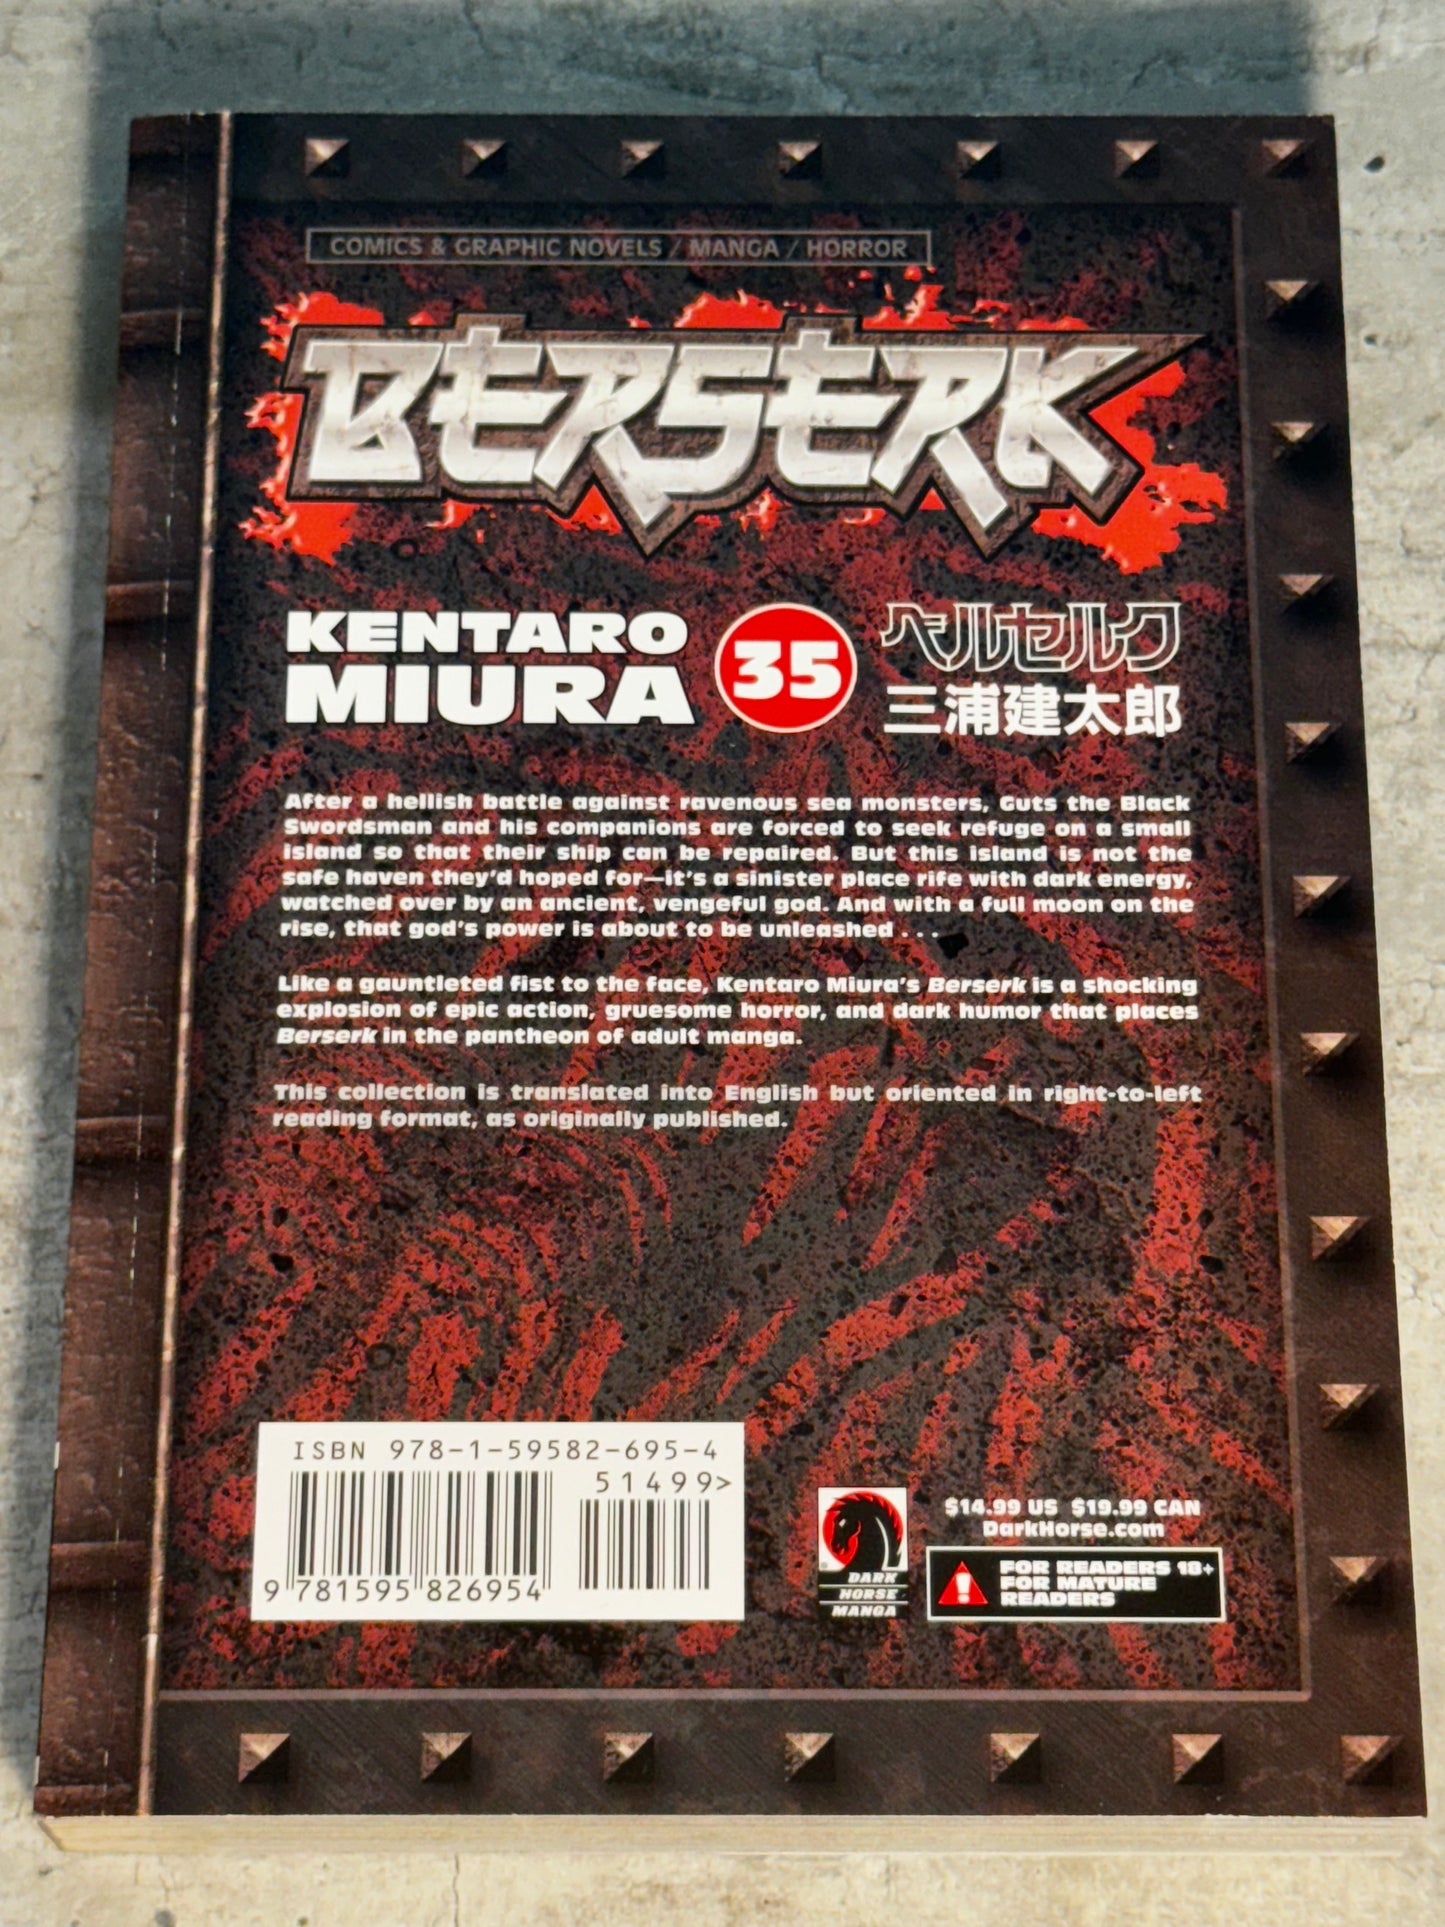 COMICS & GRAPHIC NOVELS / MANGA / HORROR
BERSERK
KENTARO
MIURA
35
ベルセルク
三浦建太郎
After a hellish battle against ravenous sea monsters, Guts the Black
Swordsman and his companions are forced to seek refuge on a small
island so that their ship can be repaired. But this island is not the
safe haven they'd hoped for—it's a sinister place rife with dark energy,
watched over by an ancient, vengeful god. And with a full moon on the
rise, that god's power is about to be unleashed . . .
Like a gauntleted fist to the face, Kentaro Miura's Berserk is a shocking
explosion of epic action, gruesome horror, and dark humor that places
Berserk in the pantheon of adult manga.
This collection is translated into English but oriented in right-to-left
reading format, as originally published.
ISBN 978-1-59582-695-4
51499>
9 781595 826954
DARK
HORSE
MANGA
$14.99 US $19.99 CAN
DarkHorse.com
FOR READERS 18+
FOR MATURE
READERS